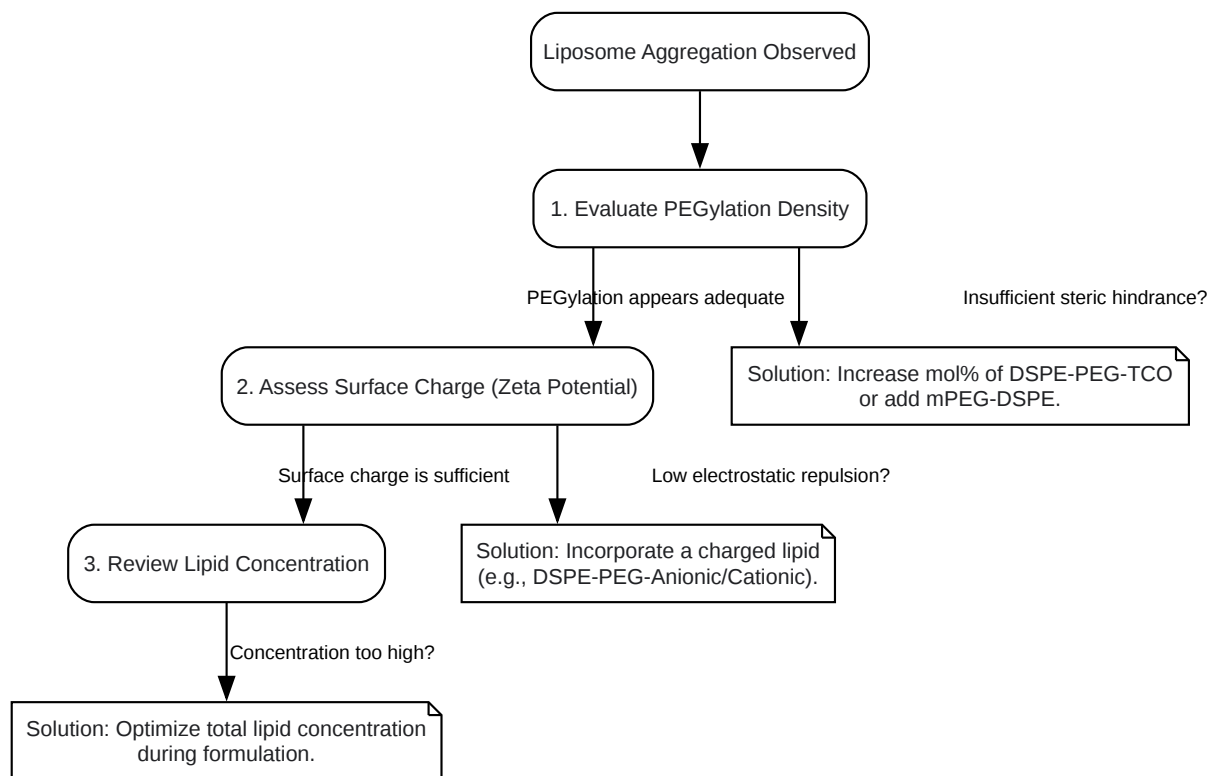 Liposome Aggregation Observed
1. Evaluate PEGylation Density
PEGylation appears adequate
Insufficient steric hindrance?
2. Assess Surface Charge (Zeta Potential)
Solution: Increase mol% of DSPE-PEG-TCO
or add mPEG-DSPE.
Surface charge is sufficient
Low electrostatic repulsion?
3. Review Lipid Concentration
Solution: Incorporate a charged lipid
(e.g., DSPE-PEG-Anionic/Cationic).
Concentration too high?
Solution: Optimize total lipid concentration
during formulation.